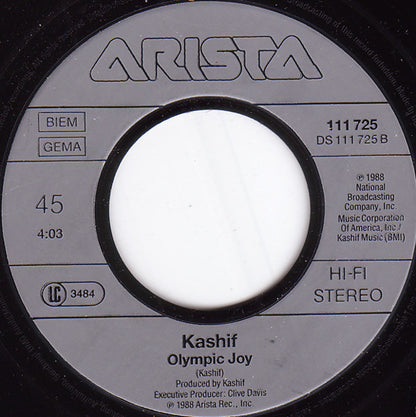 ARISTA
BIEM
GEMA
111 725
DS 111 725 B
℗ 1988
National
Broadcasting
Company, Inc.
Music Corporation
Of America, Inc./
Kashif Music (BMI)
45
4:03
LC 3484
HI-FI
STEREO
Kashif
Olympic Joy
(Kashif)
Produced by Kashif
Executive Producer: Clive Davis
℗ 1988 Arista Rec., Inc